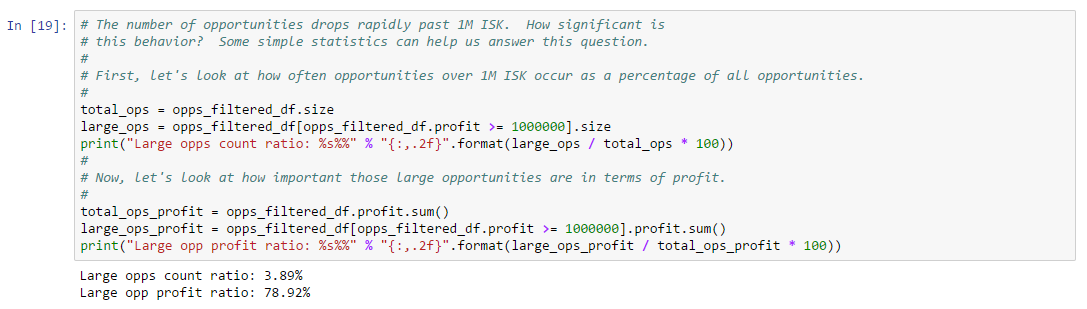 In [19]: # The number of opportunities drops rapidly past 1M ISK.  How significant is
# this behavior?  Some simple statistics can help us answer this question.
#
# First, let's look at how often opportunities over 1M ISK occur as a percentage of all opportunities.
#
total_ops = opps_filtered_df.size
large_ops = opps_filtered_df[opps_filtered_df.profit >= 1000000].size
print("Large opps count ratio: %s%%" % "{:,.2f}".format(large_ops / total_ops * 100))
#
# Now, let's look at how important those large opportunities are in terms of profit.
#
total_ops_profit = opps_filtered_df.profit.sum()
large_ops_profit = opps_filtered_df[opps_filtered_df.profit >= 1000000].profit.sum()
print("Large opp profit ratio: %s%%" % "{:,.2f}".format(large_ops_profit / total_ops_profit * 100))
Large opps count ratio: 3.89%
Large opp profit ratio: 78.92%